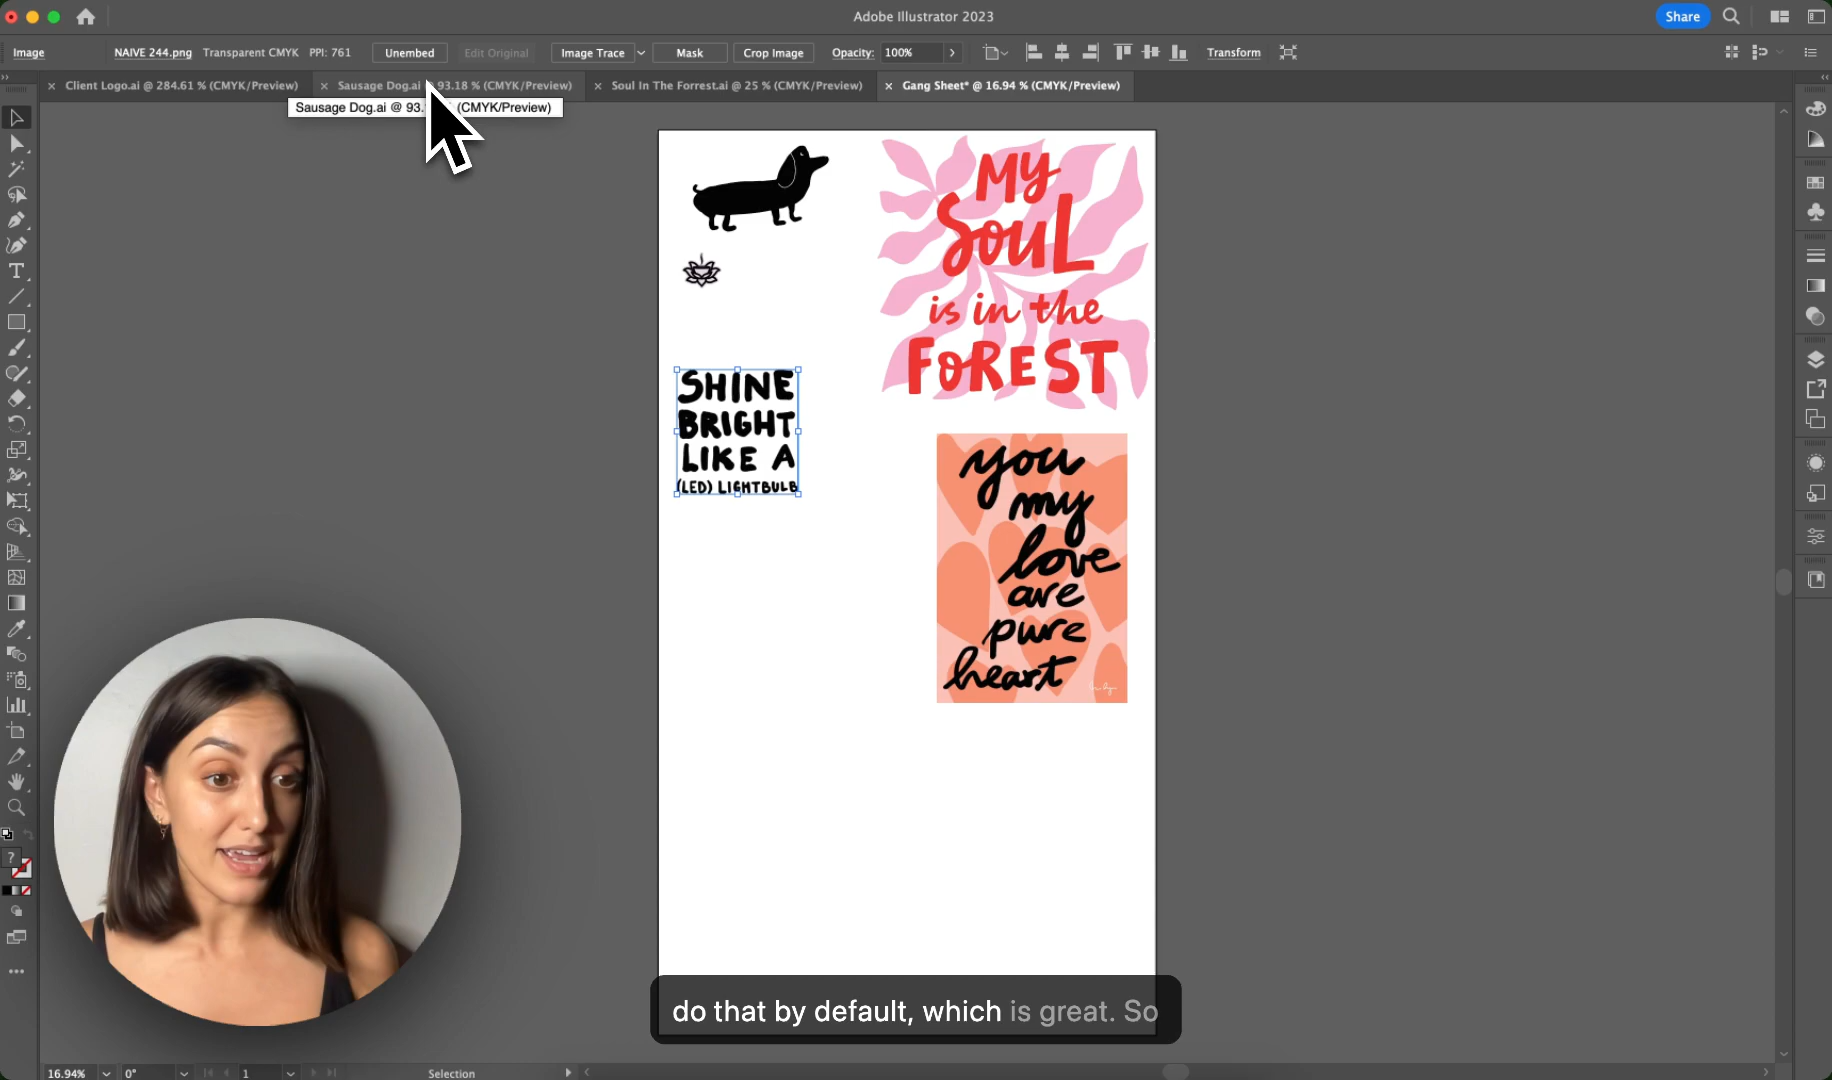 Adobe Illustrator 2023
Share
Image
NAIVE 244.png
Transparent CMYK
PPI: 761
Unembed
Edit Original
Image Trace
Mask
Crop Image
Opacity:
100%
Transform
Client Logo.ai @ 284.61 % (CMYK/Preview)
Sausage Dog.ai 93.18 % (CMYK/Preview)
Soul In The Forrest.ai @ 25 % (CMYK/Preview)
Gang Sheet* @ 16.94 % (CMYK/Preview)
Sausage Dog.ai @ 93. % (CMYK/Preview)
MY
SOUL
is in the
FOREST
SHINE
BRIGHT
LIKE A
(LED) LIGHTBULB
you
my
love
are
pure
heart
do that by default, which is great. So
16.94%
0°
1
Selection